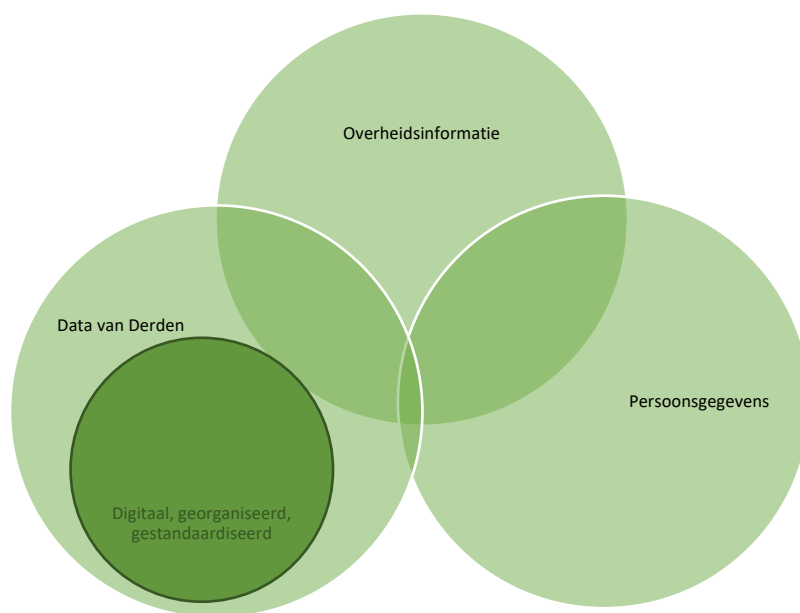 Overheidsinformatie
Data van Derden
Persoonsgegevens
Digitaal, georganiseerd,
gestandaardiseerd